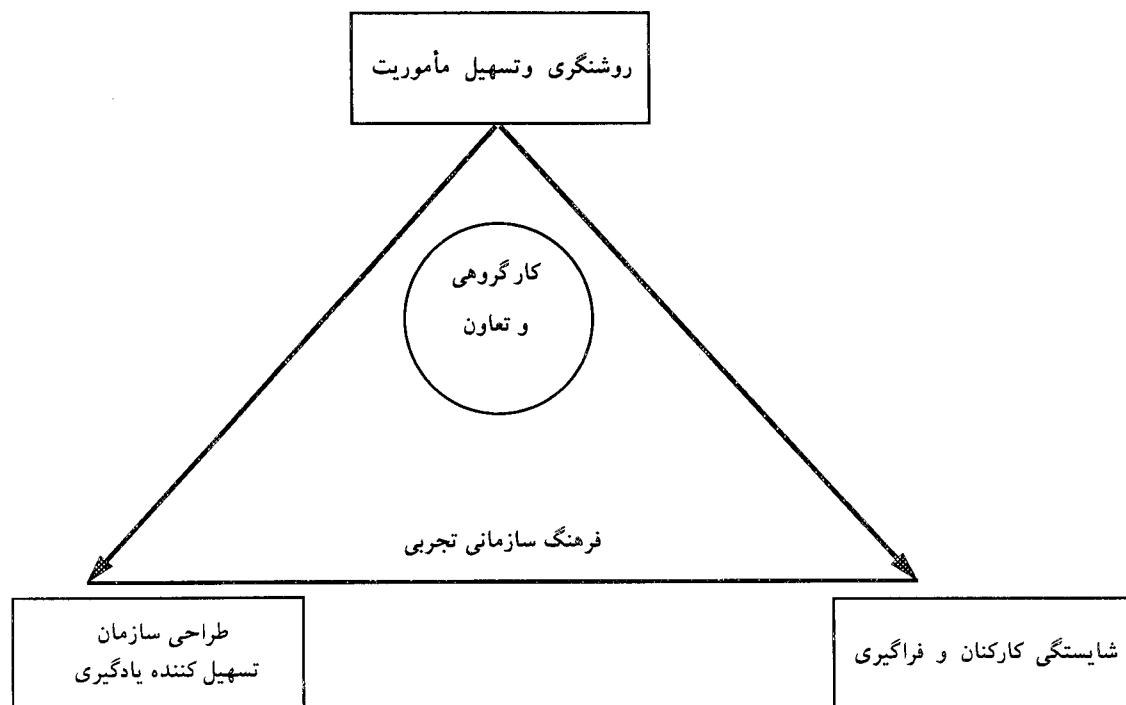 روشنگری وتسهیل مأموریت
کار گروهی
و تعاون
فرهنگ سازمانی تجربی
شایستگی کارکنان و فراگیری
طراحی سازمان
تسهیل کننده یادگیری